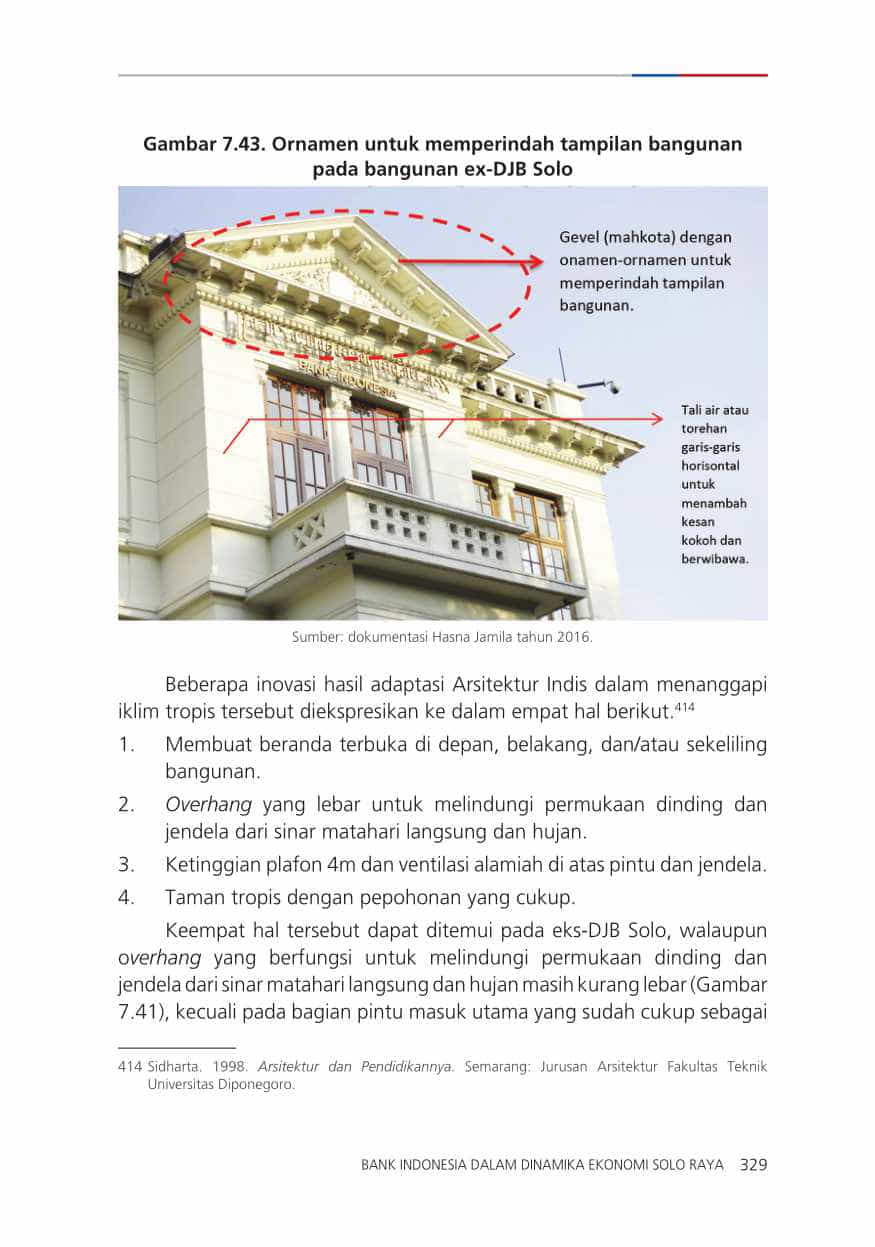 Gambar 7.43. Ornamen untuk memperindah tampilan bangunan
pada bangunan ex-DJB Solo
Gevel (mahkota) dengan
onamen-ornamen untuk
memperindah tampilan
bangunan.
BANK INDONESIA
Tali air atau
torehan
garis-garis
horisontal
untuk
menambah
kesan
kokoh dan
berwibawa.
Sumber: dokumentasi Hasna Jamila tahun 2016.
Beberapa inovasi hasil adaptasi Arsitektur Indis dalam menanggapi
iklim tropis tersebut diekspresikan ke dalam empat hal berikut.414
1. Membuat beranda terbuka di depan, belakang, dan/atau sekeliling
bangunan.
2. Overhang yang lebar untuk melindungi permukaan dinding dan
jendela dari sinar matahari langsung dan hujan.
3. Ketinggian plafon 4m dan ventilasi alamiah di atas pintu dan jendela.
4. Taman tropis dengan pepohonan yang cukup.
Keempat hal tersebut dapat ditemui pada eks-DJB Solo, walaupun
overhang yang berfungsi untuk melindungi permukaan dinding dan
jendela dari sinar matahari langsung dan hujan masih kurang lebar (Gambar
7.41), kecuali pada bagian pintu masuk utama yang sudah cukup sebagai
414 Sidharta. 1998. Arsitektur dan Pendidikannya. Semarang: Jurusan Arsitektur Fakultas Teknik
Universitas Diponegoro.
BANK INDONESIA DALAM DINAMIKA EKONOMI SOLO RAYA 329